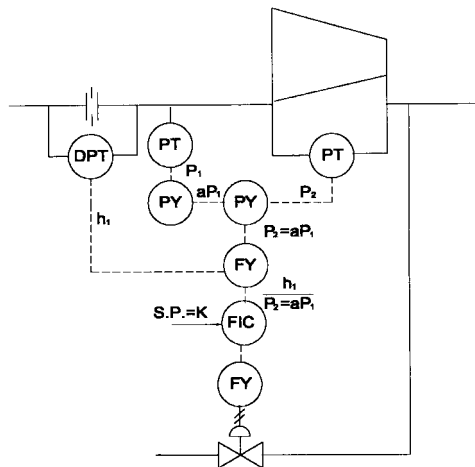 DPT
PT
PT
P₁
aP₁
P₂
PY
PY
h₁
P₂=aP₁
FY
h₁
P₂=aP₁
S.P.=K
FIC
FY